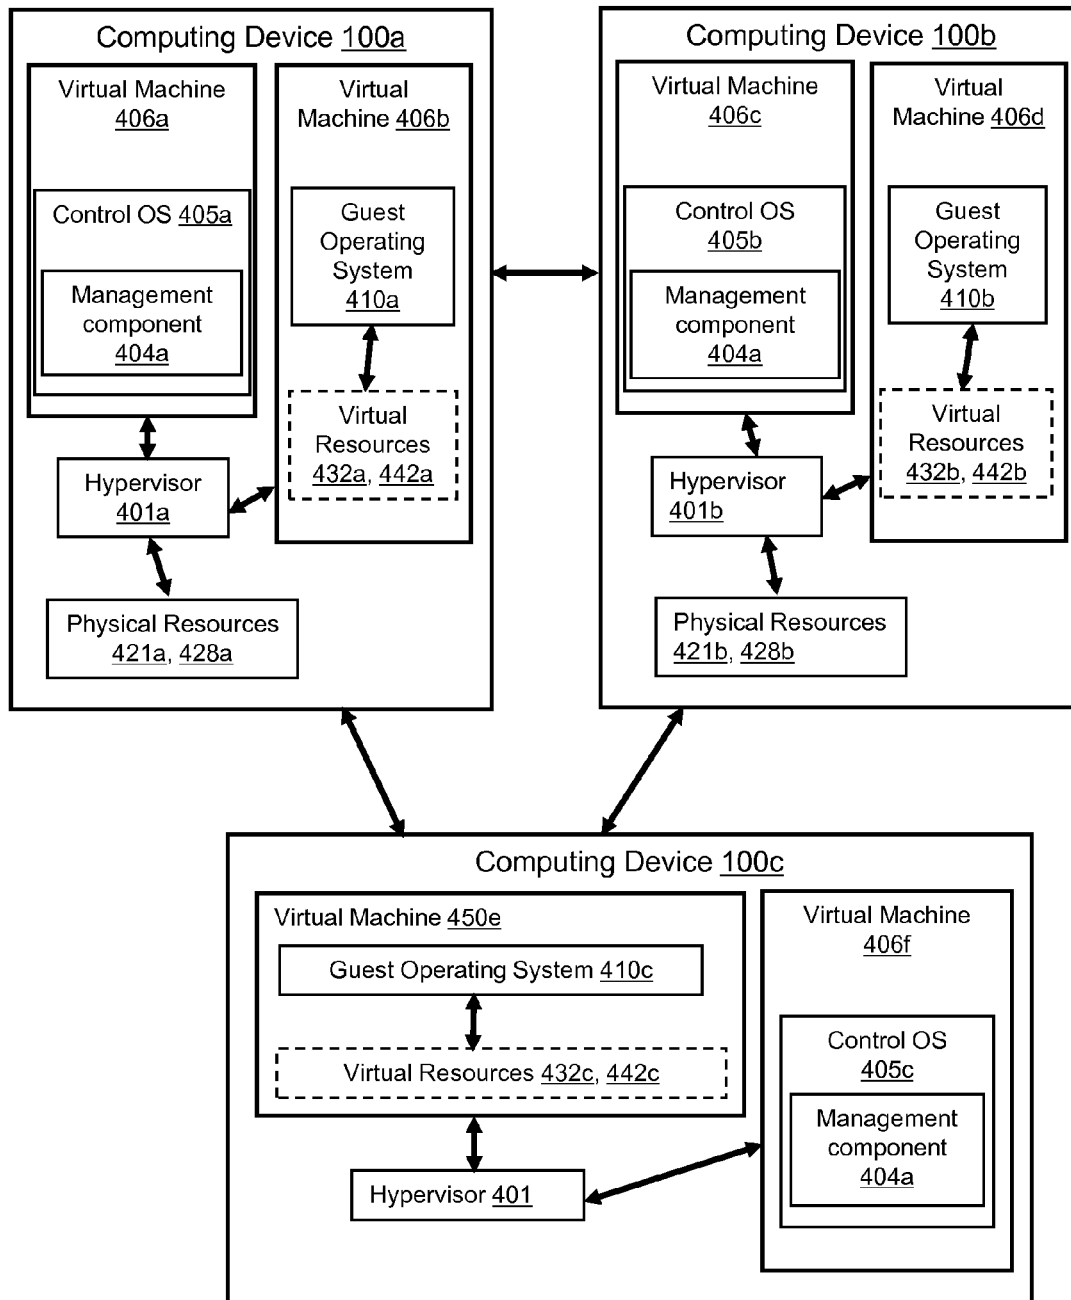 Computing Device 100a
Virtual Machine
406a
Control OS 405a
Management
component
404a
Virtual
Machine 406b
Guest
Operating
System
410a
Virtual
Resources
432a, 442a
Hypervisor
401a
Physical Resources
421a, 428a
Computing Device 100b
Virtual Machine
406c
Control OS
405b
Management
component
404a
Virtual
Machine 406d
Guest
Operating
System
410b
Virtual
Resources
432b, 442b
Hypervisor
401b
Physical Resources
421b, 428b
Computing Device 100c
Virtual Machine 450e
Guest Operating System 410c
Virtual Resources 432c, 442c
Hypervisor 401
Virtual Machine
406f
Control OS
405c
Management
component
404a